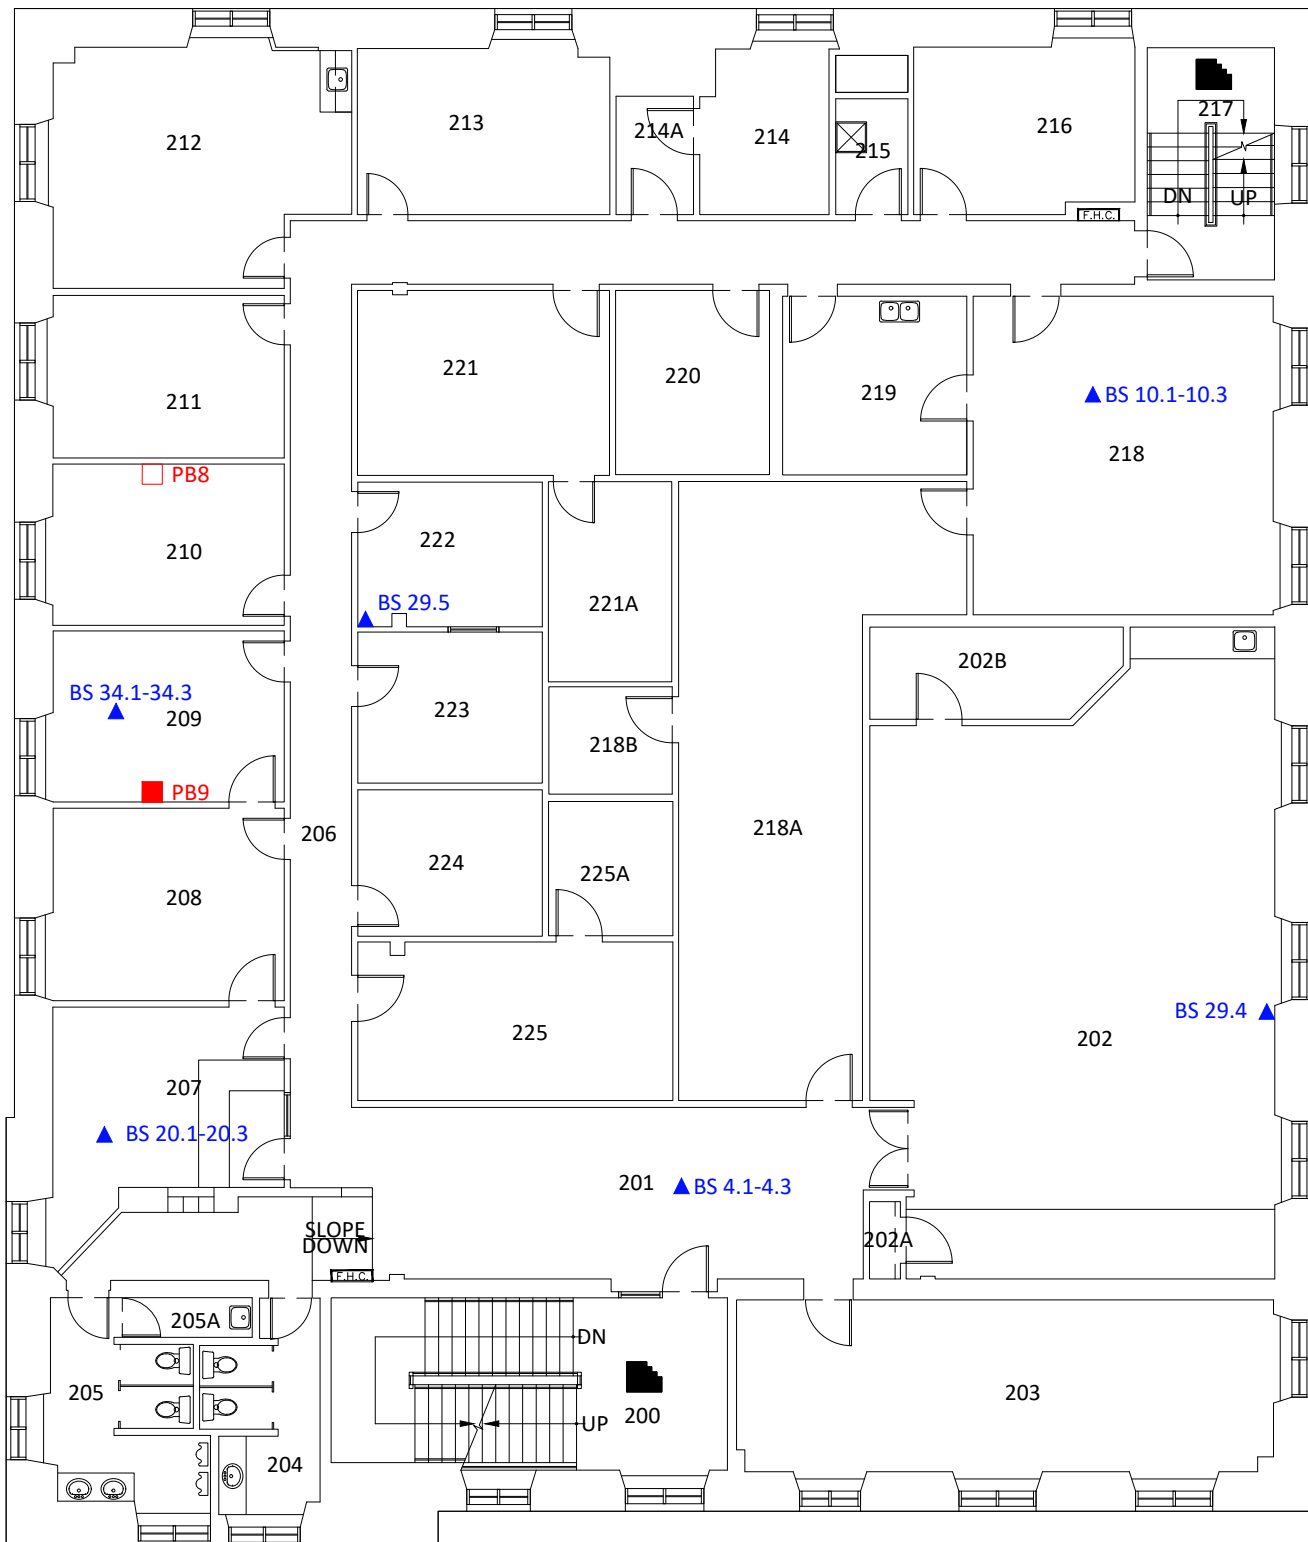 217
213
216
214A
214
212
215
DN
UP
F.H.C.
221
220
219
BS 10.1-10.3
211
218
PB8
222
210
BS 29.5
221A
202B
BS 34.1-34.3
209
223
218B
PB9
206
218A
224
225A
208
BS 29.4
225
202
207
BS 20.1-20.3
201
BS 4.1-4.3
SLOPE
DOWN
202A
F.H.C.
205A
DN
205
203
200
UP
204